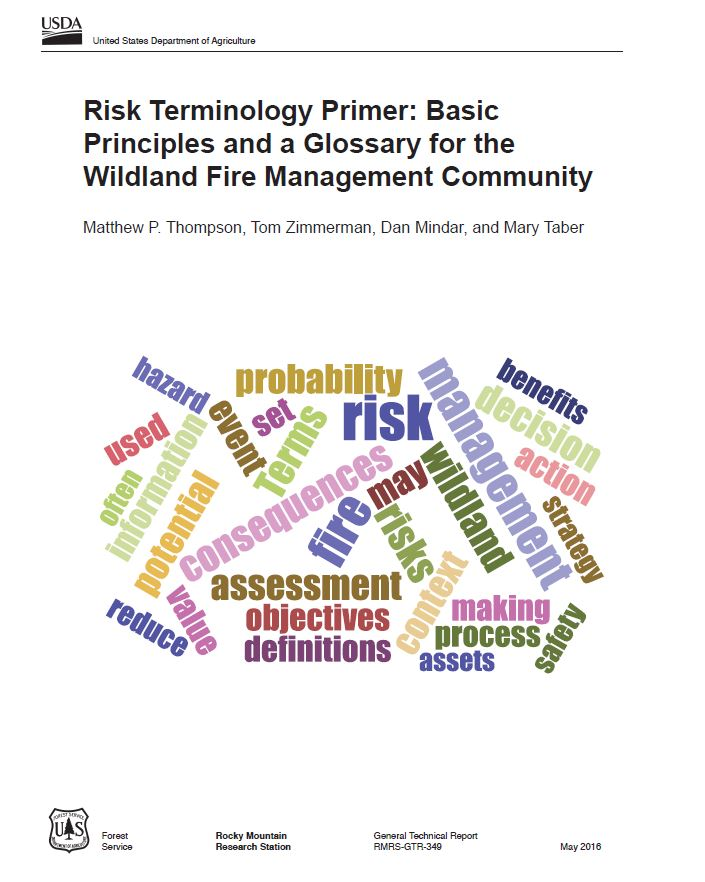 USDA
United States Department of Agriculture
Risk Terminology Primer: Basic
Principles and a Glossary for the
Wildland Fire Management Community
Matthew P. Thompson, Tom Zimmerman, Dan Mindar, and Mary Taber
hazard
probability
benefits
used
event
set
Terms
risk
management
decision
often
information
potential
consequences
may
wildland
action
fire
risks
strategy
reduce
value
assessment
context
objectives
making
definitions
process
safety
assets
FOREST SERVICE
U S
DEPARTMENT OF AGRICULTURE
Forest
Service
Rocky Mountain
Research Station
General Technical Report
RMRS-GTR-349
May 2016